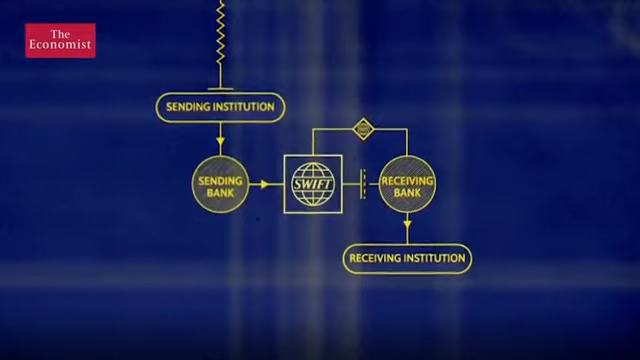 The
Economist
SENDING INSTITUTION
SENDING
BANK
SWIFT
RECEIVING
BANK
RECEIVING INSTITUTION